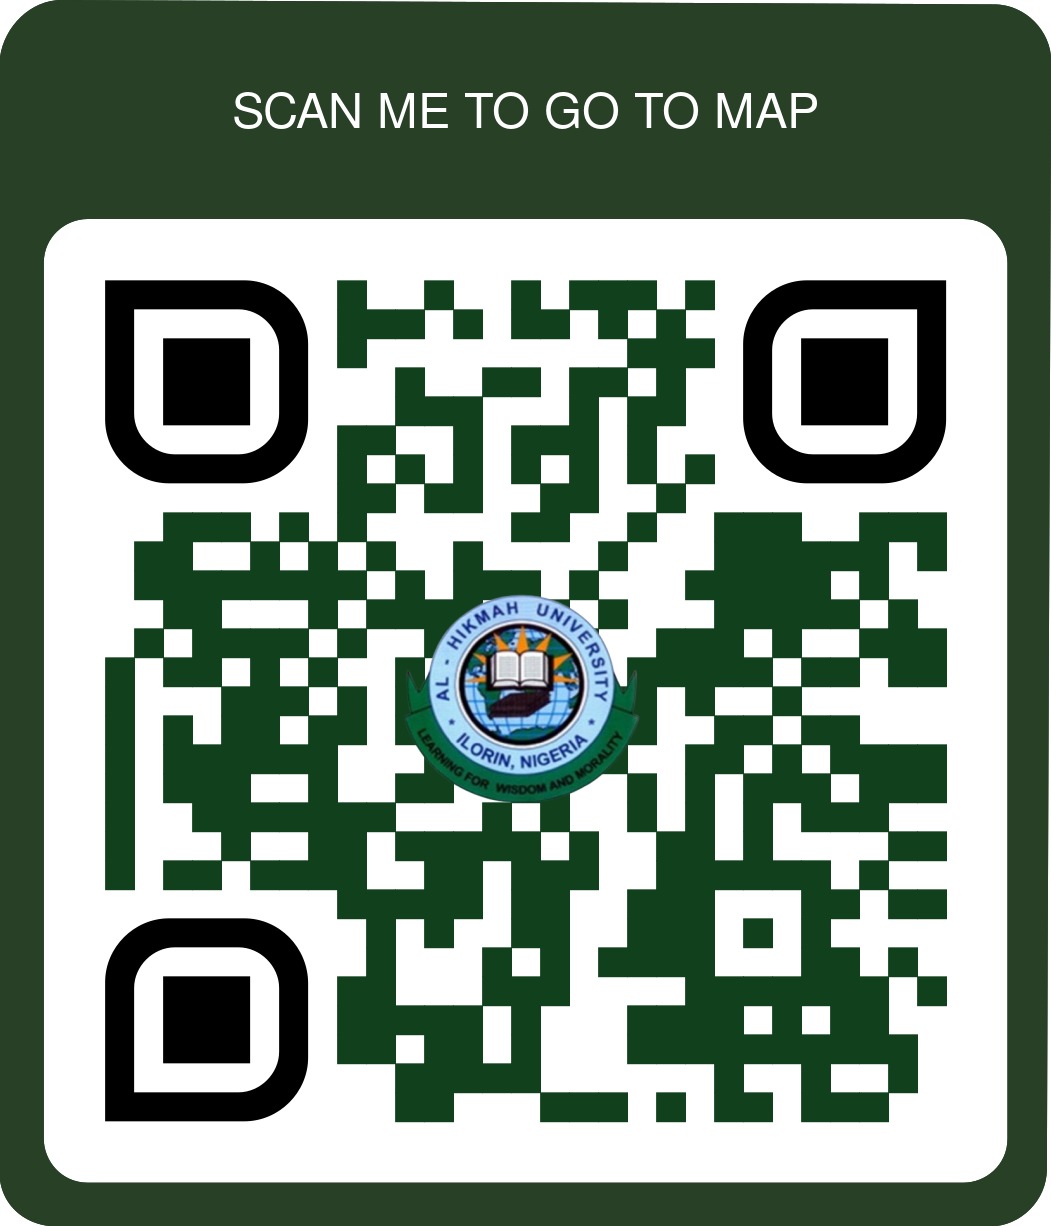 SCAN ME TO GO TO MAP
AL - HIKMAH UNIVERSITY
* ILORIN, NIGERIA *
LEARNING FOR WISDOM AND MORALITY